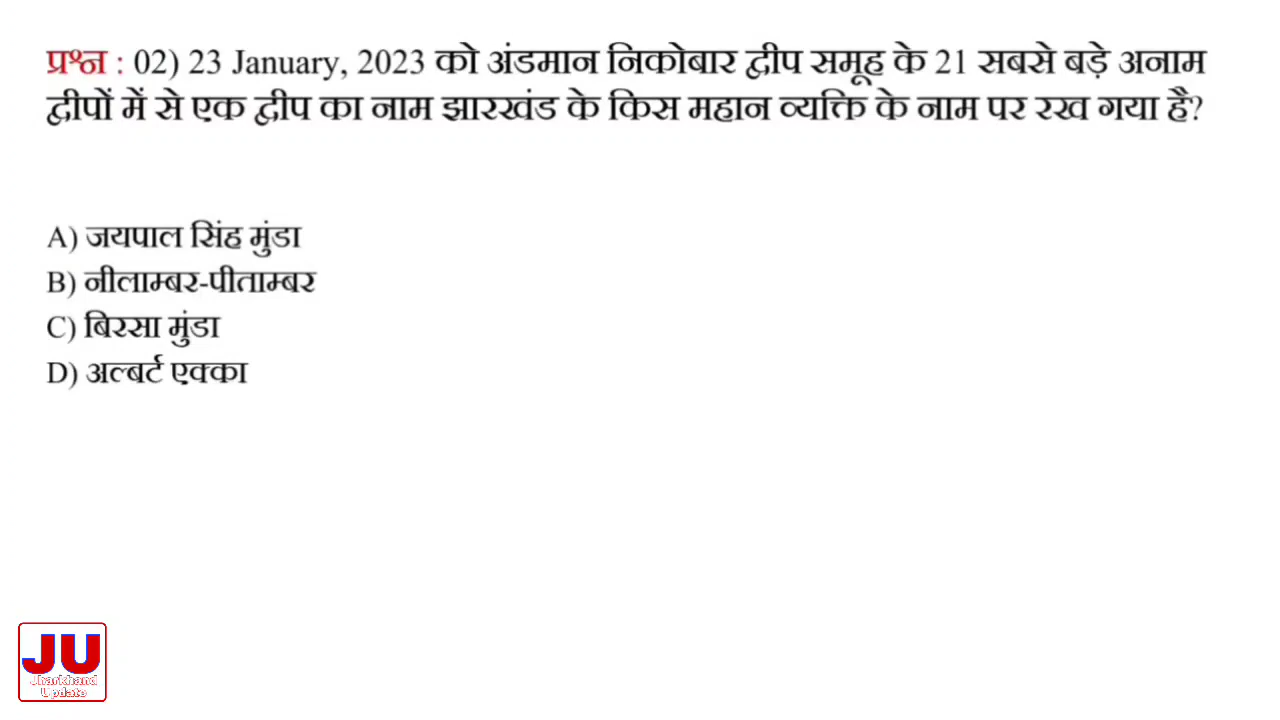 प्रश्न : 02) 23 January, 2023 को अंडमान निकोबार द्वीप समूह के 21 सबसे बड़े अनाम
द्वीपों में से एक द्वीप का नाम झारखंड के किस महान व्यक्ति के नाम पर रख गया है?
A) जयपाल सिंह मुंडा
B) नीलाम्बर-पीताम्बर
C) बिरसा मुंडा
D) अल्बर्ट एक्का
JU
Jharkhand
Update